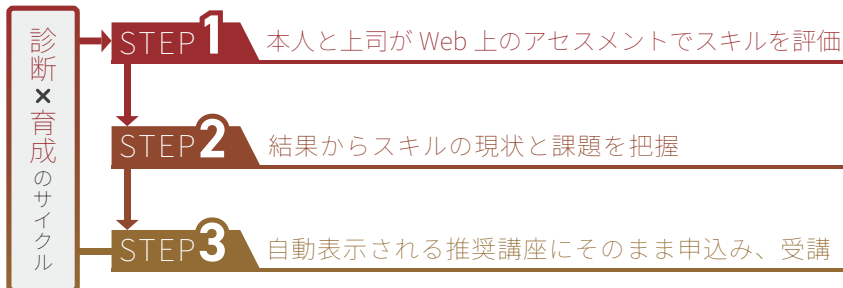 診断×育成のサイクル
STEP1 本人と上司が Web 上のアセスメントでスキルを評価
STEP2 結果からスキルの現状と課題を把握
STEP3 自動表示される推奨講座にそのまま申込み、受講